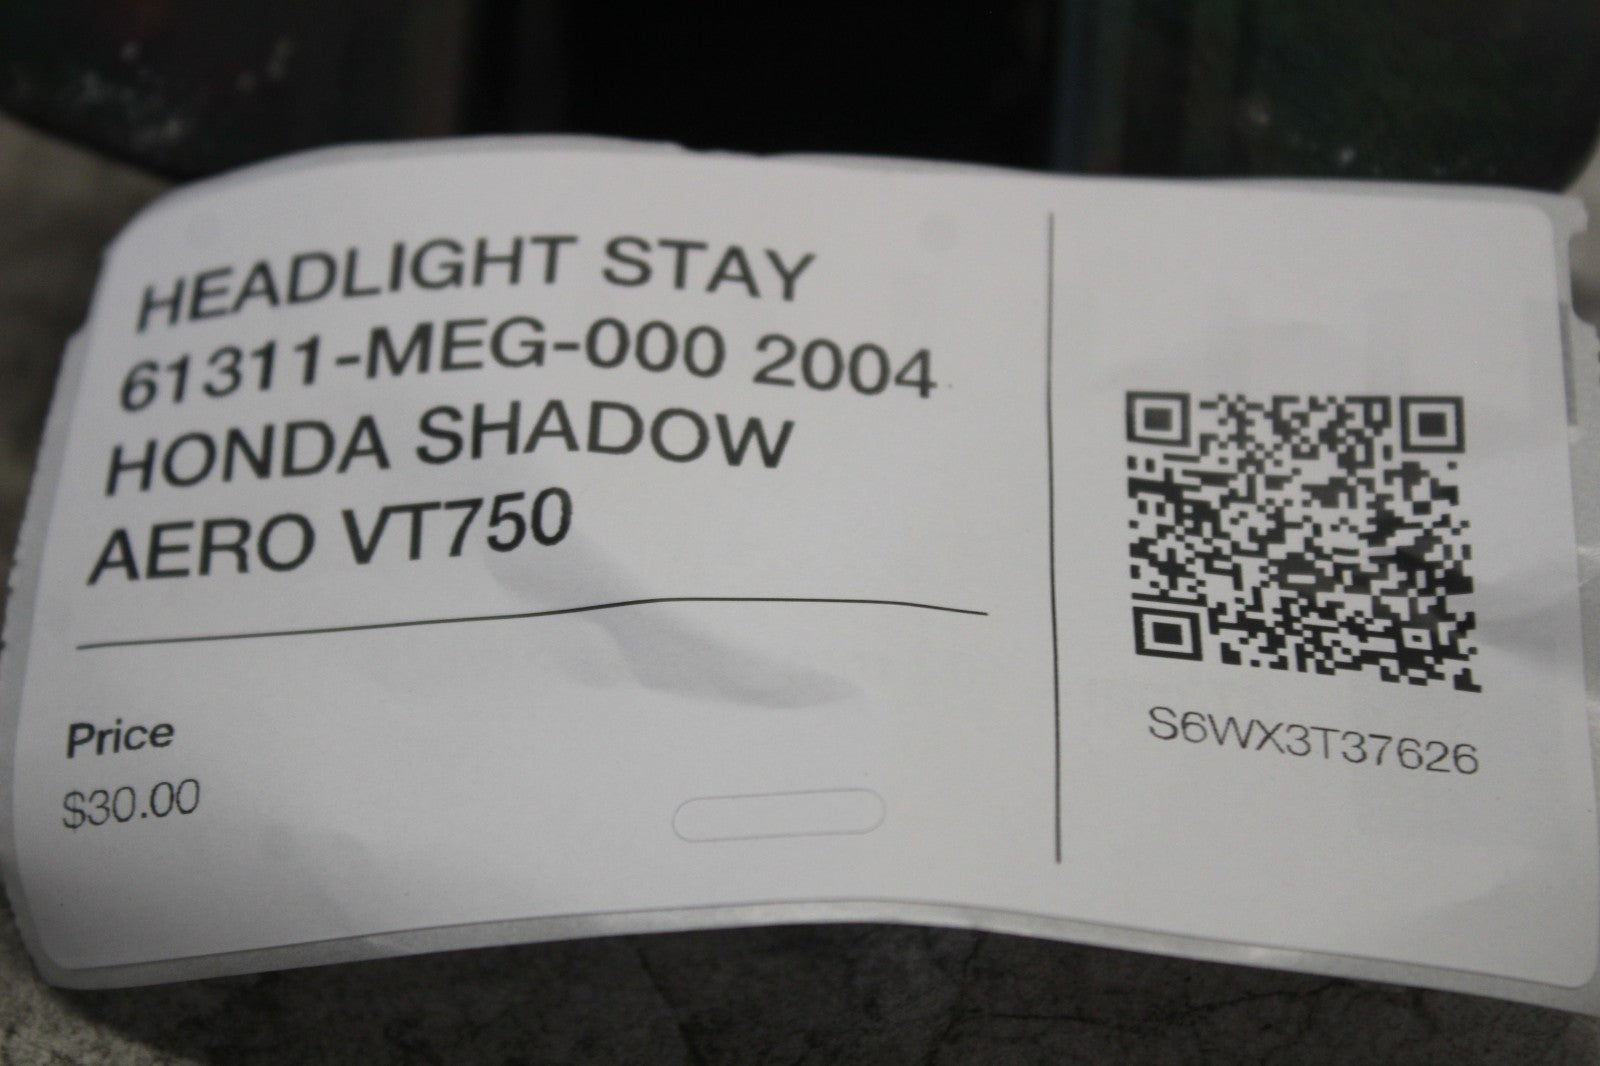 HEADLIGHT STAY
61311-MEG-000 2004
HONDA SHADOW
AERO VT750
Price
$30.00
S6WX3T37626